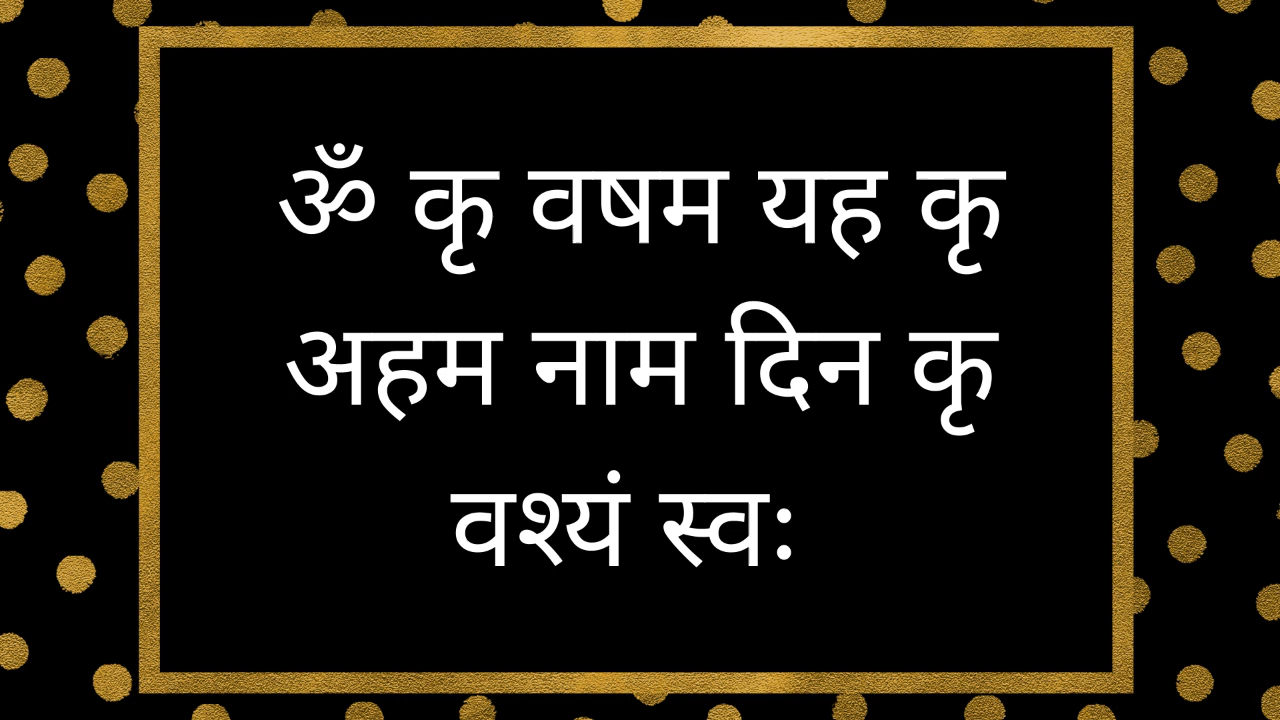 ॐ कृ वषम यह कृ
अहम नाम दिन कृ
वश्यं स्वः